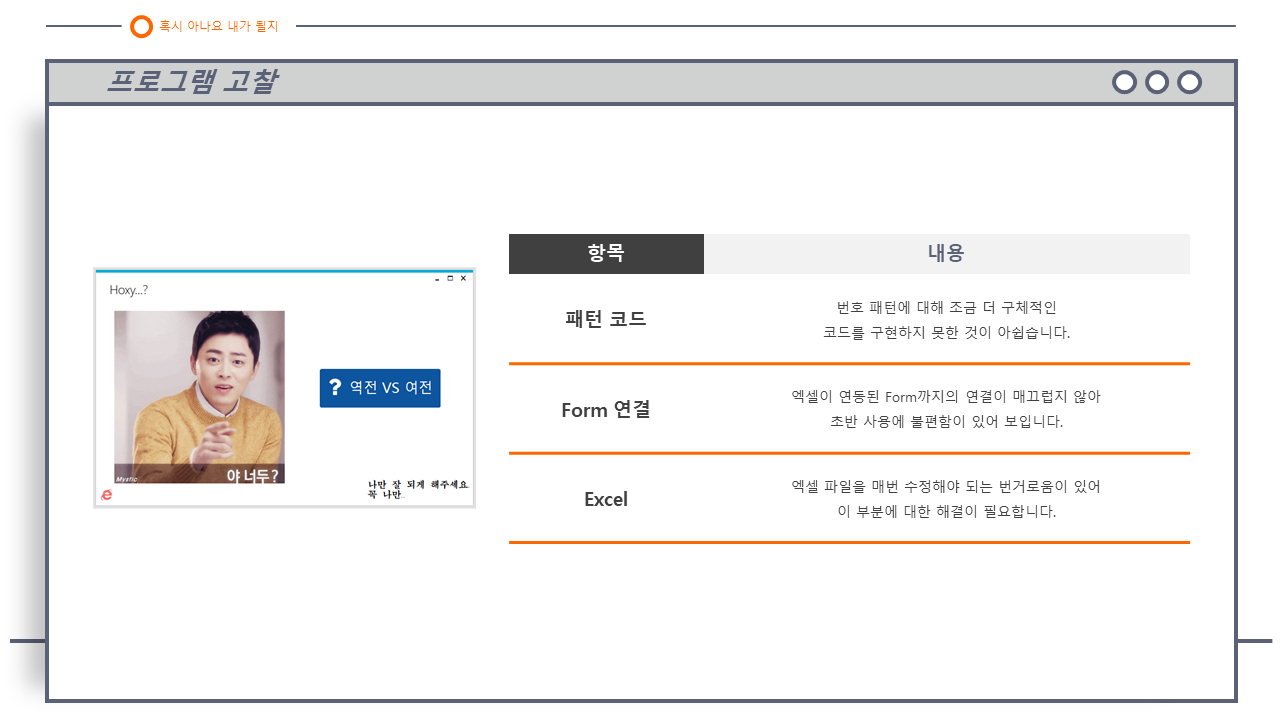 혹시 아나요 내가 될지
프로그램 고찰
Hoxy...?
? 역전 VS 여전
야 너두?
Mystic
나만 잘 되게 해주세요
꼭 나만..
항목 내용
패턴 코드
번호 패턴에 대해 조금 더 구체적인
코드를 구현하지 못한 것이 아쉽습니다.
Form 연결
엑셀이 연동된 Form까지의 연결이 매끄럽지 않아
초반 사용에 불편함이 있어 보입니다.
Excel
엑셀 파일을 매번 수정해야 되는 번거로움이 있어
이 부분에 대한 해결이 필요합니다.